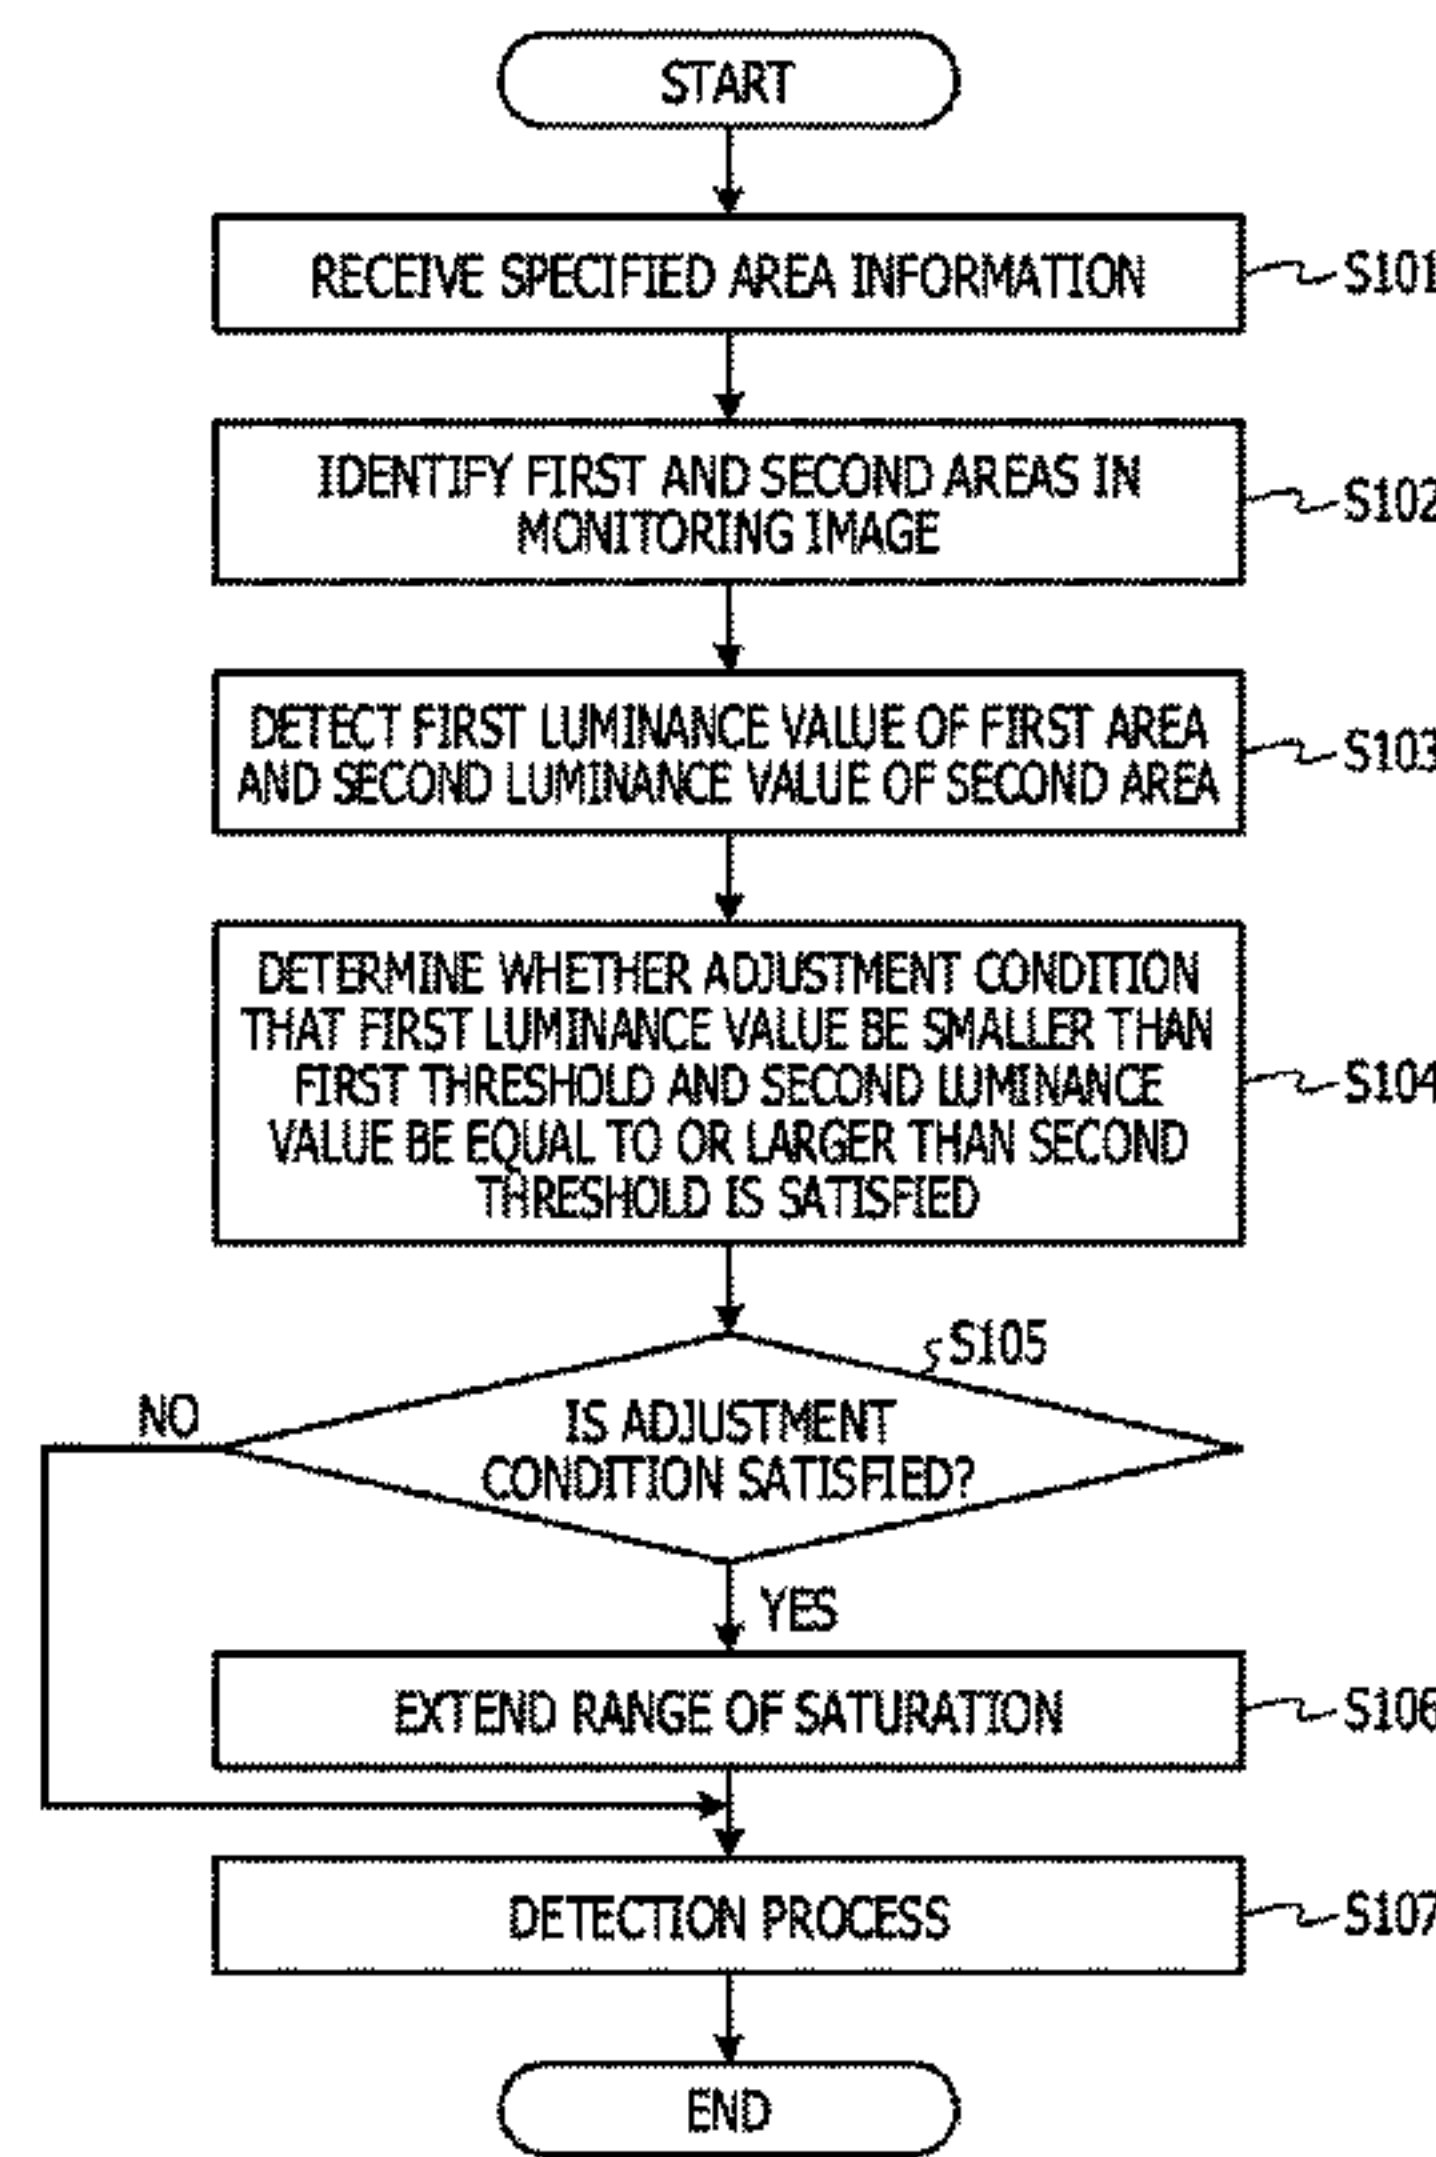 START
RECEIVE SPECIFIED AREA INFORMATION
S101
IDENTIFY FIRST AND SECOND AREAS IN
MONITORING IMAGE
S102
DETECT FIRST LUMINANCE VALUE OF FIRST AREA
AND SECOND LUMINANCE VALUE OF SECOND AREA
S103
DETERMINE WHETHER ADJUSTMENT CONDITION
THAT FIRST LUMINANCE VALUE BE SMALLER THAN
FIRST THRESHOLD AND SECOND LUMINANCE
VALUE BE EQUAL TO OR LARGER THAN SECOND
THRESHOLD IS SATISFIED
S104
S105
NO
IS ADJUSTMENT
CONDITION SATISFIED?
YES
EXTEND RANGE OF SATURATION
S106
DETECTION PROCESS
S107
END